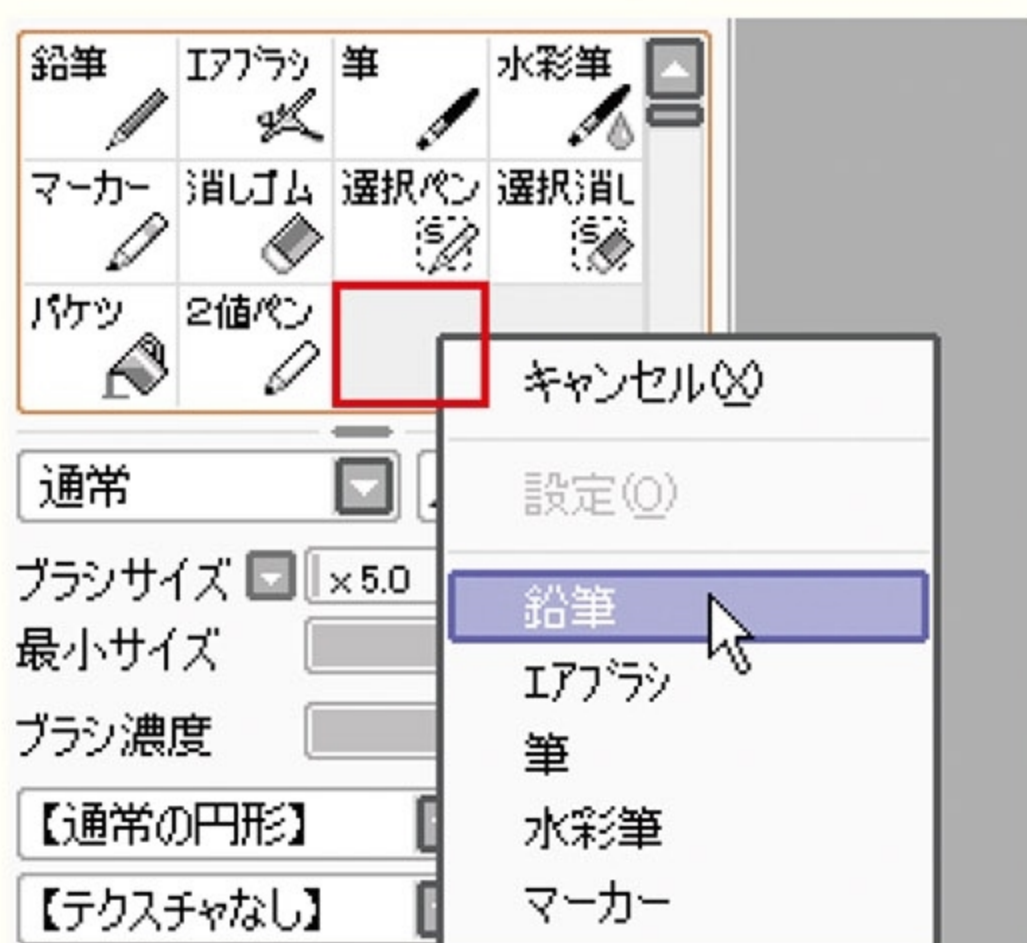 鉛筆 エアブラシ 筆 水彩筆
マーカー 消しゴム 選択ペン 選択消し
S S
バケツ 2値ペン
キャンセル(X)
設定(O)
鉛筆
エアブラシ
筆
水彩筆
マーカー
通常
ブラシサイズ ×5.0
最小サイズ
ブラシ濃度
【通常の円形】
【テクスチャなし】